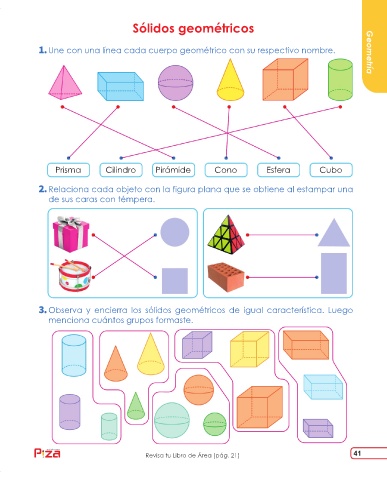 Sólidos geométricos
Geometría
1. Une con una línea cada cuerpo geométrico con su respectivo nombre.
Prisma Cilindro Pirámide Cono Esfera Cubo
2. Relaciona cada objeto con la figura plana que se obtiene al estampar una
de sus caras con témpera.
3. Observa y encierra los sólidos geométricos de igual característica. Luego
menciona cuántos grupos formaste.
Revisa tu Libro de Área (pág. 21)
41